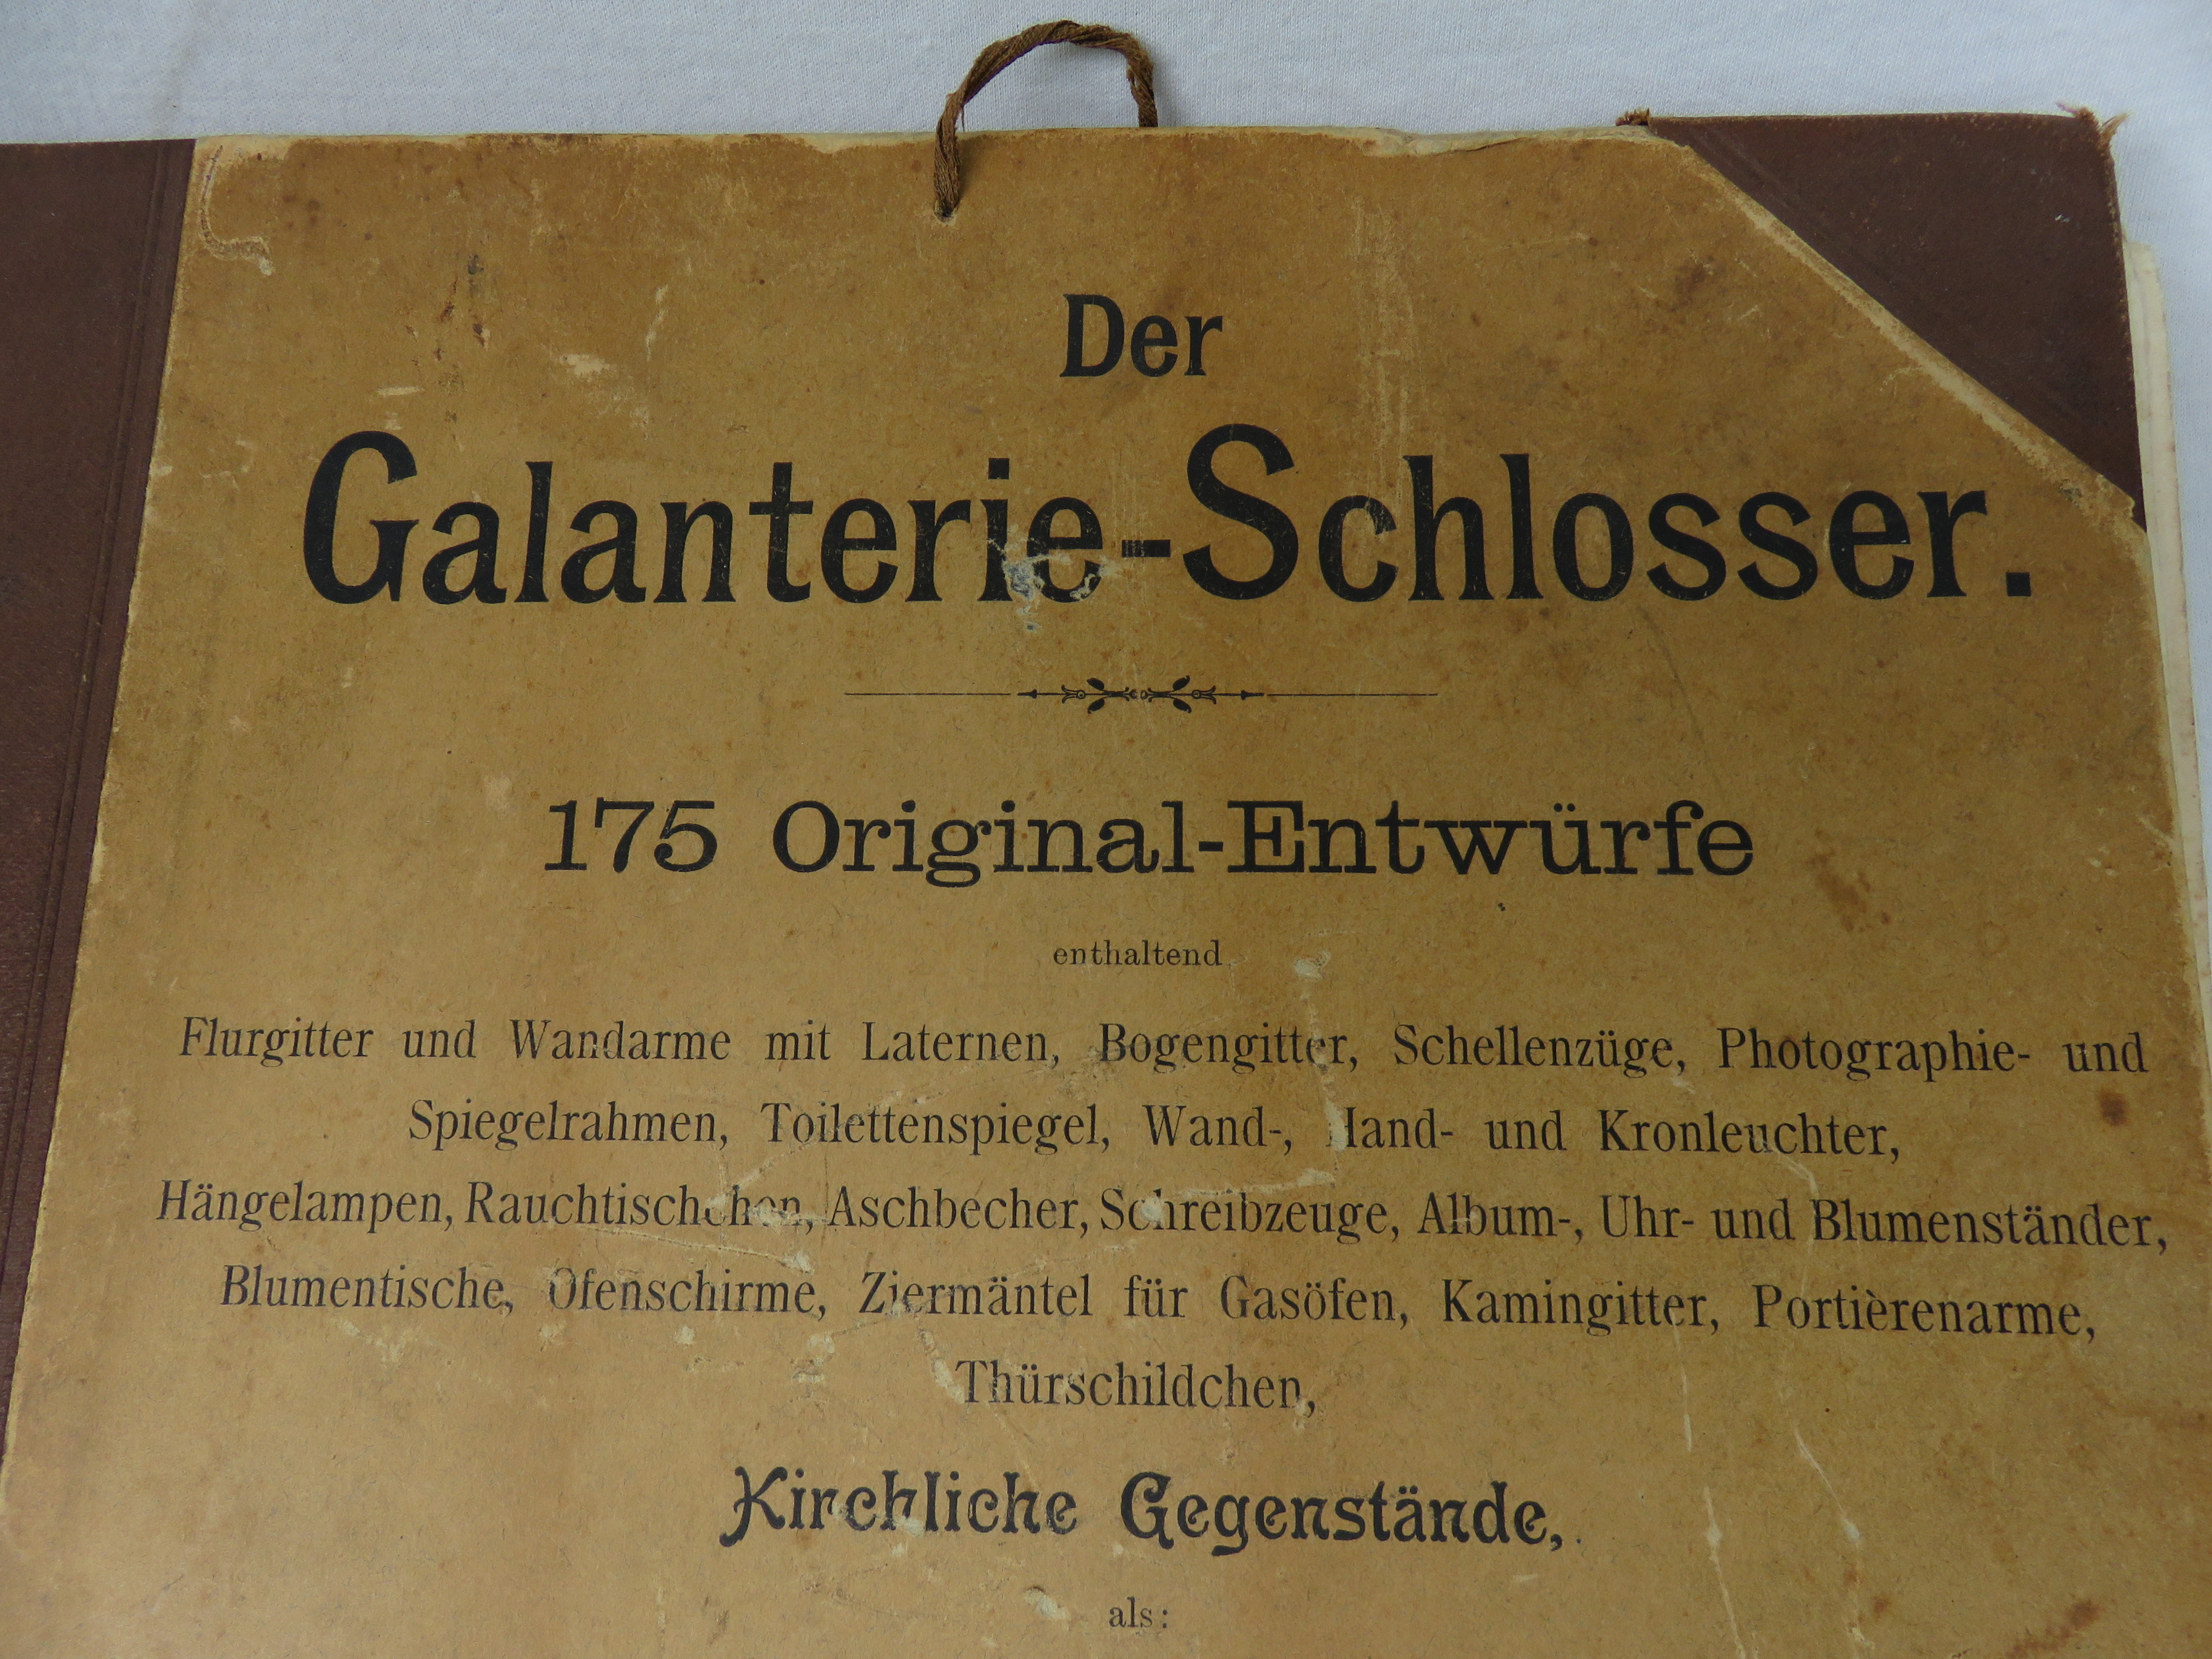 Der
Galanterie-Schlosser.
175 Original-Entwürfe
enthaltend
Flurgitter und Wandarme mit Laternen, Bogengitter, Schellenzüge, Photographie- und
Spiegelrahmen, Toilettenspiegel, Wand-, Hand- und Kronleuchter,
Hängelampen, Rauchtischchen, Aschbecher, Schreibzeuge, Album-, Uhr- und Blumenständer,
Blumentische, Ofenschirme, Ziermäntel für Gasöfen, Kamingitter, Portièrenarme,
Thürschildchen,
Kirchliche Gegenstände,
als: